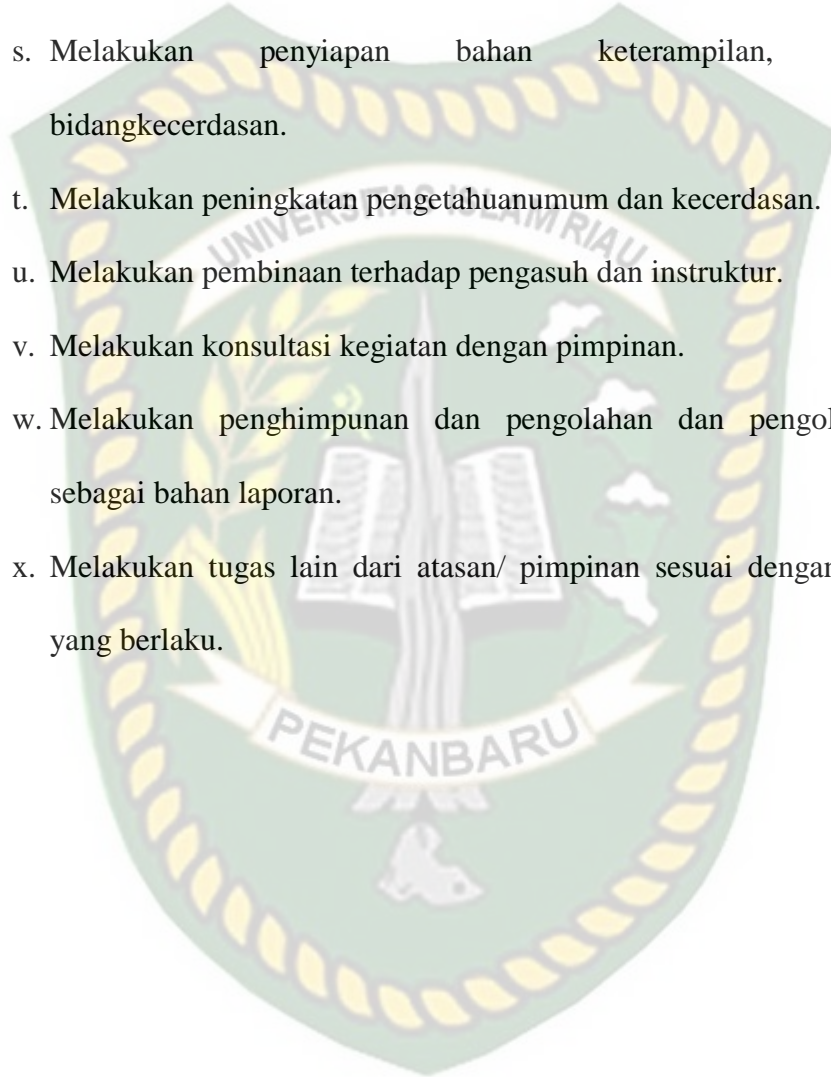 s. Melakukan penyiapan bahan keterampilan,
bidangkecerdasan.
t. Melakukan peningkatan pengetahuanumum dan kecerdasan.
UNIVERSITAS ISLAM RIAU
u. Melakukan pembinaan terhadap pengasuh dan instruktur.
v. Melakukan konsultasi kegiatan dengan pimpinan.
w. Melakukan penghimpunan dan pengolahan dan
sebagai bahan laporan.
x. Melakukan tugas lain dari atasan/ pimpinan sesuai
yang berlaku.
PEKANBARU